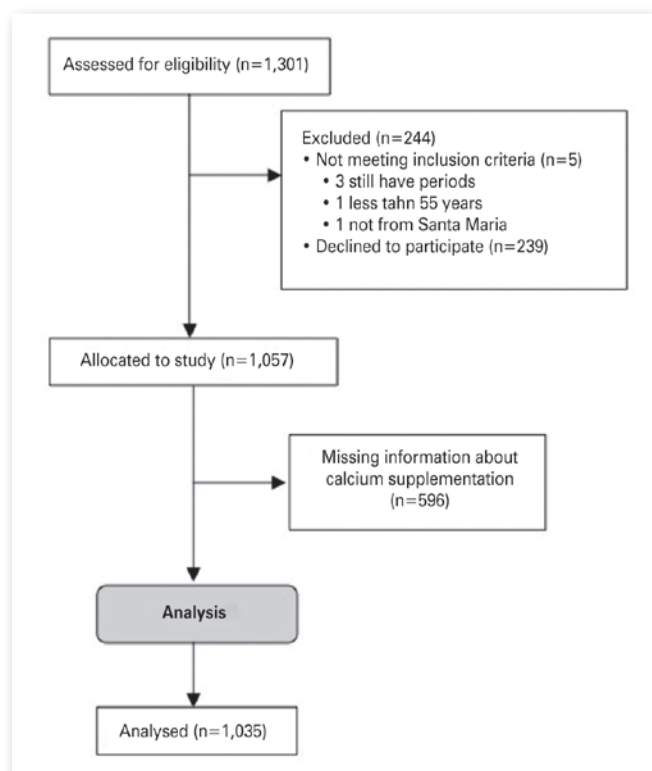 Assessed for eligibility (n=1,301)
Excluded (n=244)
• Not meeting inclusion criteria (n=5)
• 3 still have periods
• 1 less tahn 55 years
• 1 not from Santa Maria
• Declined to participate (n=239)
Allocated to study (n=1,057)
Missing information about
calcium supplementation
(n=596)
Analysis
Analysed (n=1,035)